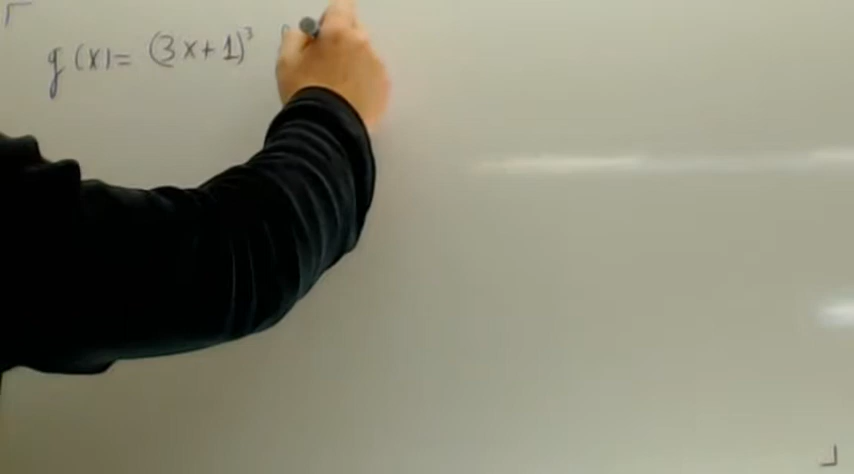 g(x)= (3x+1)³